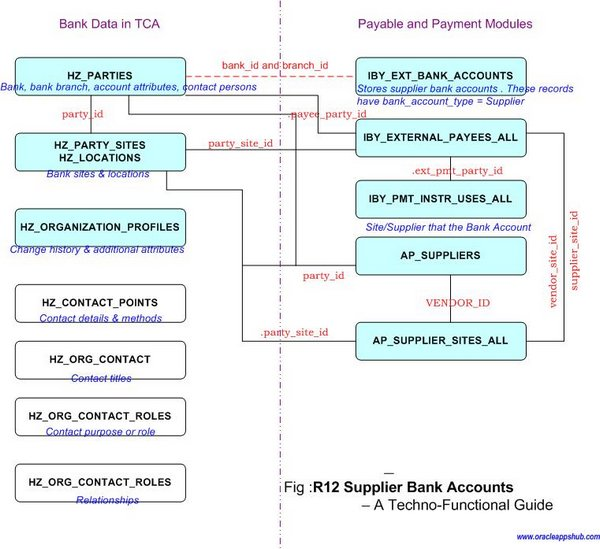 Bank Data in TCA
Payable and Payment Modules
HZ_PARTIES
Bank, bank branch, account attributes, contact persons
bank_id and branch_id
IBY_EXT_BANK_ACCOUNTS
Stores supplier bank accounts . These records
have bank_account_type = Supplier
party_id
.payee_party_id
IBY_EXTERNAL_PAYEES_ALL
HZ_PARTY_SITES
HZ_LOCATIONS
Bank sites & locations
party_site_id
.ext_pmt_party_id
IBY_PMT_INSTR_USES_ALL
Site/Supplier that the Bank Account
HZ_ORGANIZATION_PROFILES
Change history & additional attributes
AP_SUPPLIERS
party_id
vendor_site_id
supplier_site_id
HZ_CONTACT_POINTS
Contact details & methods
VENDOR_ID
.party_site_id
AP_SUPPLIER_SITES_ALL
HZ_ORG_CONTACT
Contact titles
HZ_ORG_CONTACT_ROLES
Contact purpose or role
HZ_ORG_CONTACT_ROLES
Relationships
Fig :R12 Supplier Bank Accounts
– A Techno-Functional Guide
www.oracleappshub.com